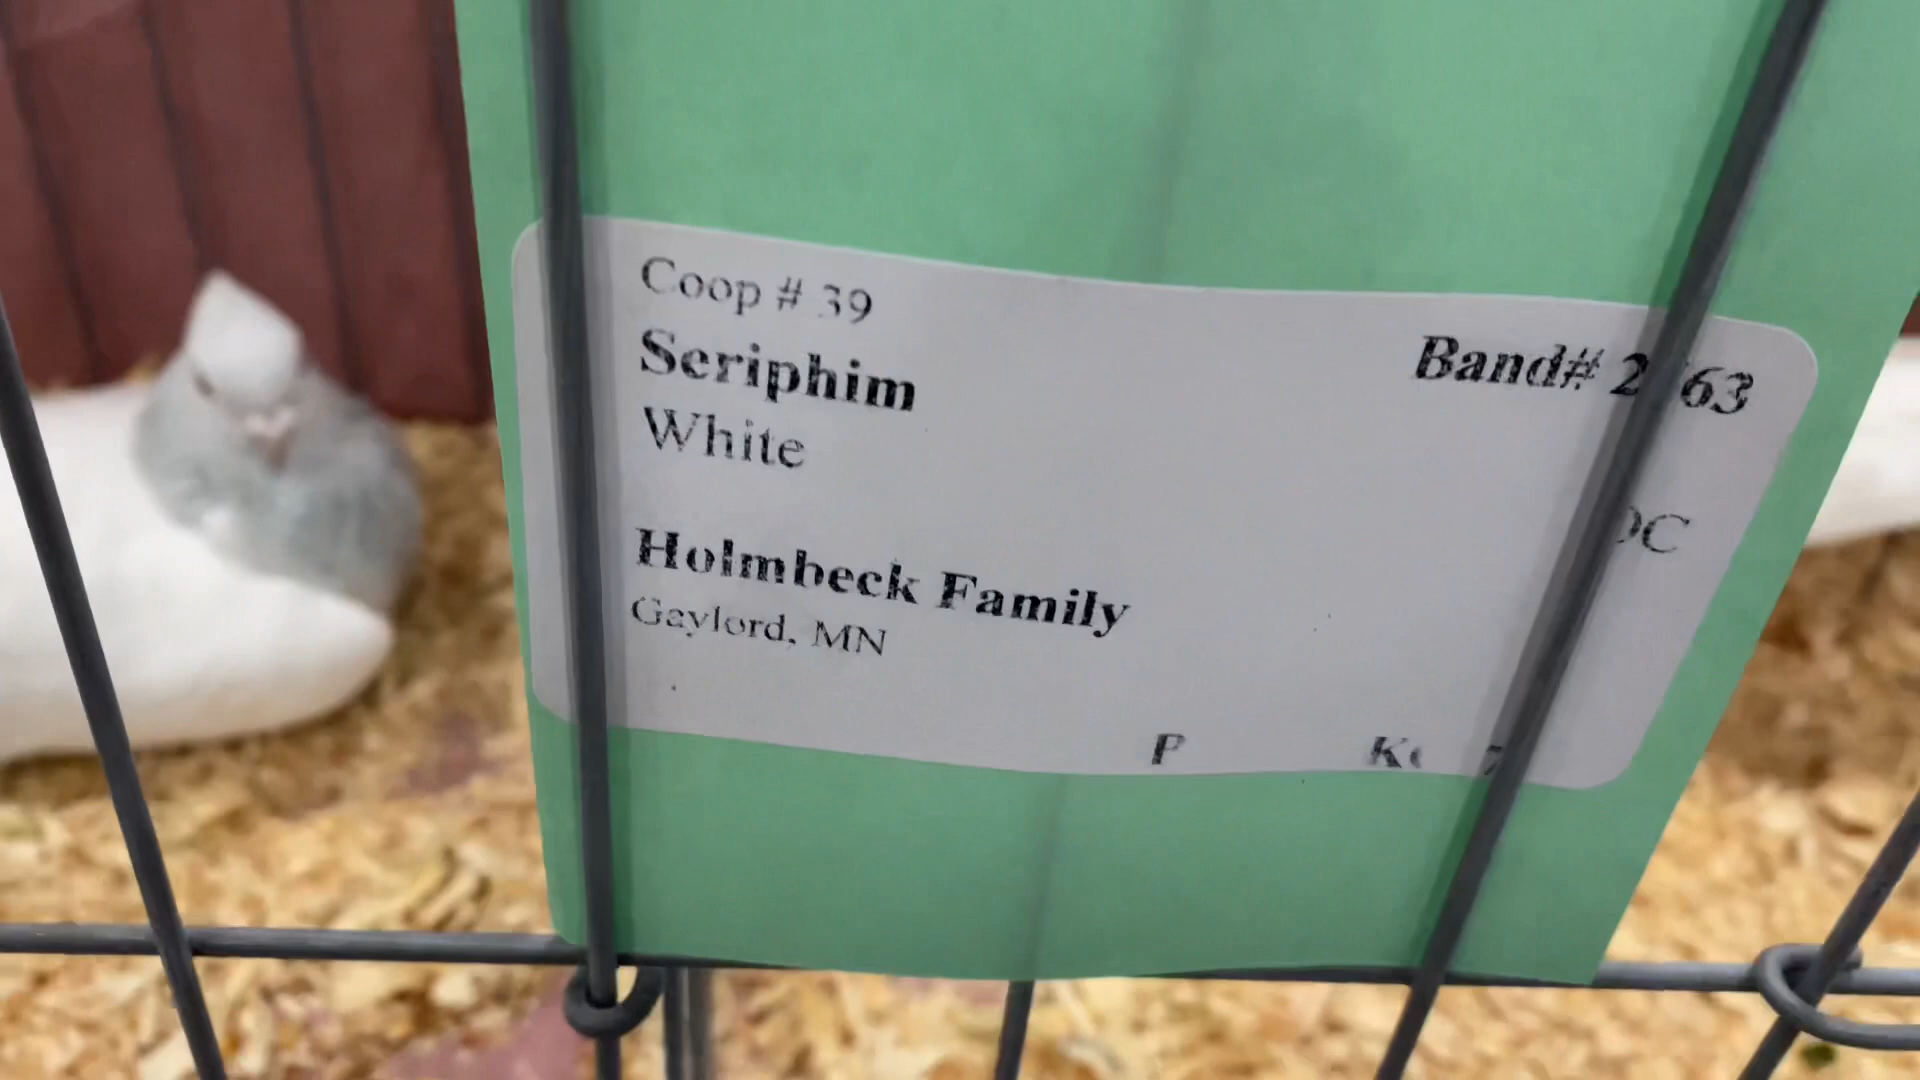 Coop # 39
Seriphim
Band#
White
Holmbeck Family
Gaylord, MN